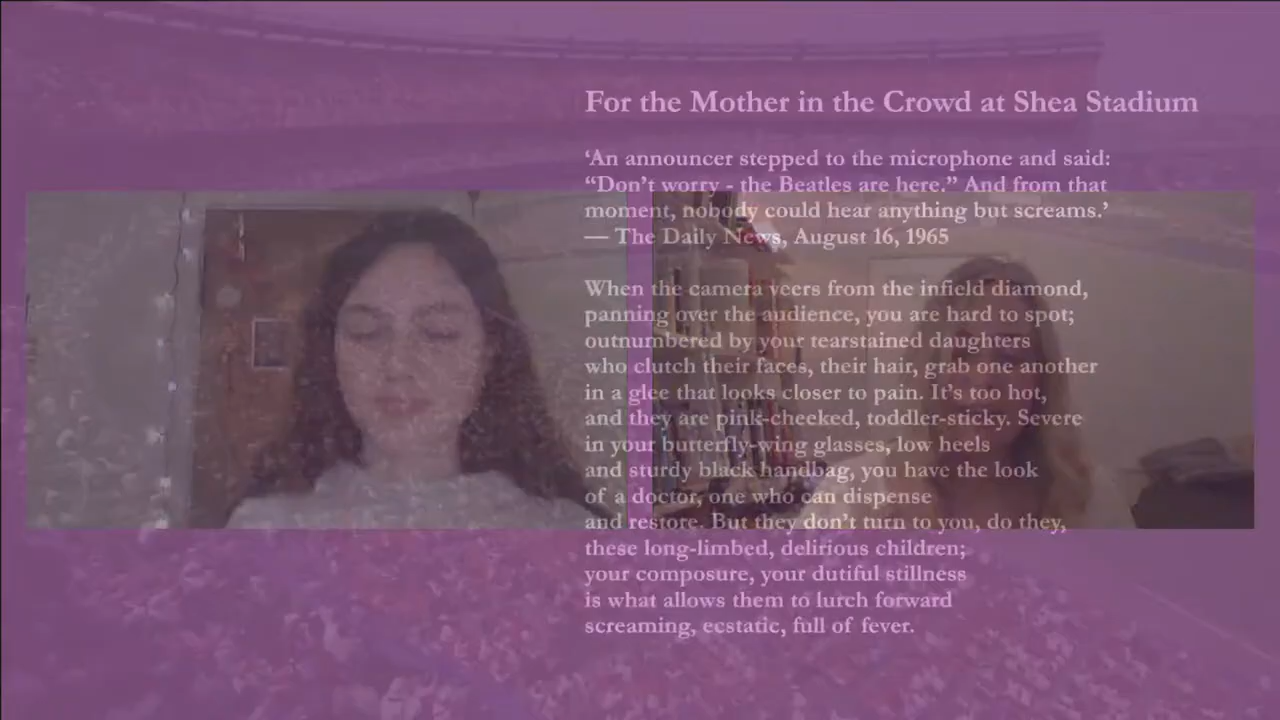 For the Mother in the Crowd at Shea Stadium
‘An announcer stepped to the microphone and said:
“Don’t worry - the Beatles are here.” And from that
moment, nobody could hear anything but screams.’
— The Daily News, August 16, 1965
When the camera veers from the infield diamond,
panning over the audience, you are hard to spot;
outnumbered by your tearstained daughters
who clutch their faces, their hair, grab one another
in a glee that looks closer to pain. It’s too hot,
and they are pink-cheeked, toddler-sticky. Severe
in your butterfly-wing glasses, low heels
and sturdy black handbag, you have the look
of a doctor, one who can dispense
and restore. But they don’t turn to you, do they,
these long-limbed, delirious children;
your composure, your dutiful stillness
is what allows them to lurch forward
screaming, ecstatic, full of fever.